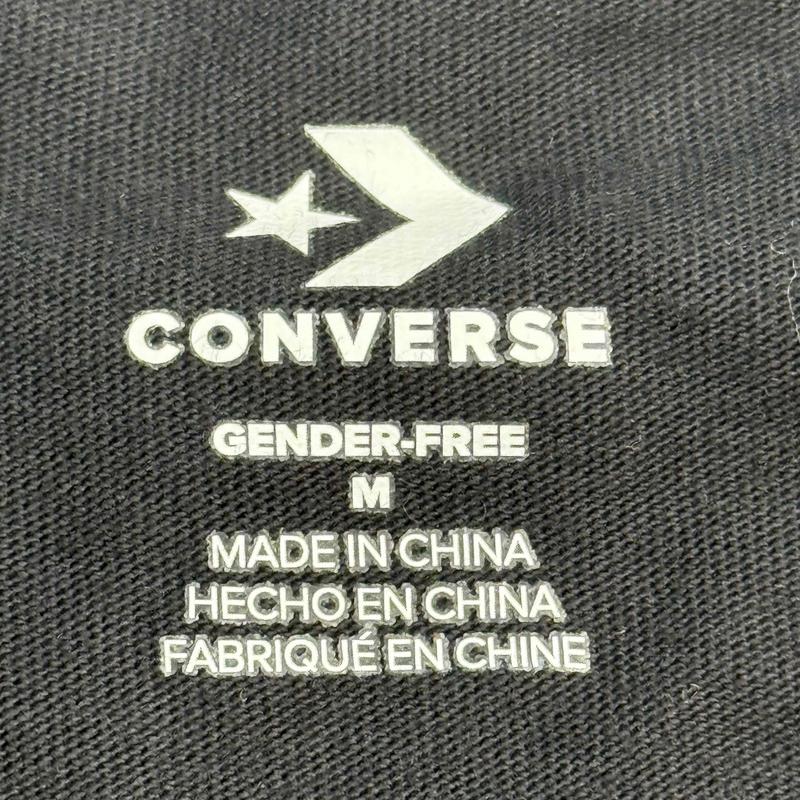 CONVERSE
GENDER-FREE
M
MADE IN CHINA
HECHO EN CHINA
FABRIQUÉ EN CHINE